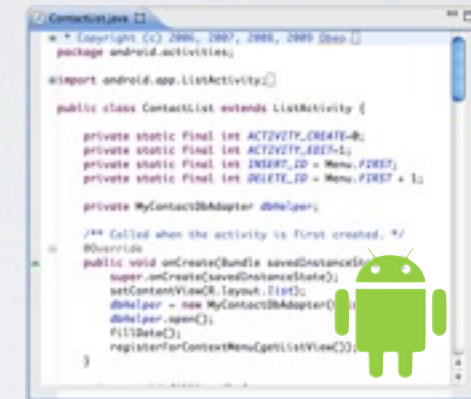 ContactList.java
* Copyright (c) 2006, 2007, 2008, 2009 Obeo
package android.activities;
import android.app.ListActivity;
public class ContactList extends ListActivity {
private static final int ACTIVITY_CREATE=0;
private static final int ACTIVITY_EDIT=1;
private static final int INSERT_ID = Menu.FIRST;
private static final int DELETE_ID = Menu.FIRST + 1;
private MyContactDbAdapter dbHelper;
/** Called when the activity is first created. */
@Override
public void onCreate(Bundle savedInstanceSt
super.onCreate(savedInstanceState);
setContentView(R.layout.list);
dbHelper = new MyContactDbAdapter(
dbHelper.open();
fillData();
registerForContextMenu(getListView());
}